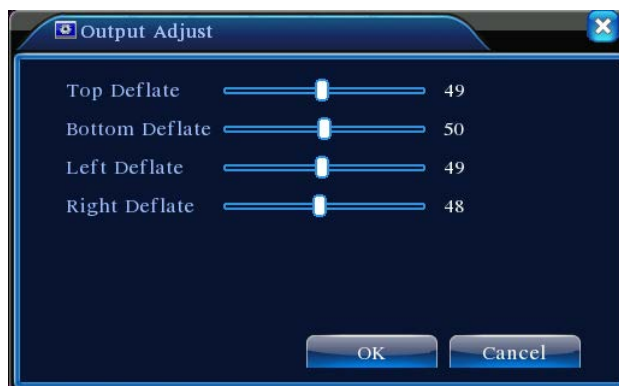 Output Adjust
Top Deflate 49
Bottom Deflate 50
Left Deflate 49
Right Deflate 48
OK Cancel